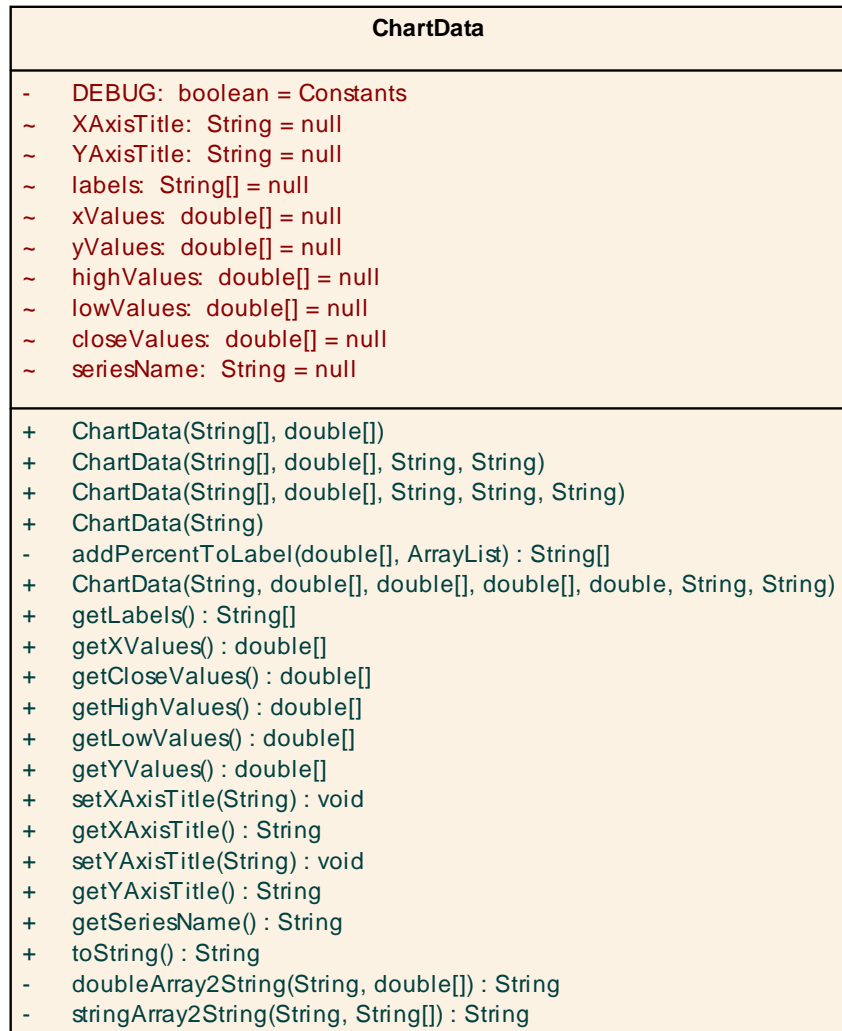 ChartData
- DEBUG: boolean = Constants
~ XAxisTitle: String = null
~ YAxisTitle: String = null
~ labels: String[] = null
~ xValues: double[] = null
~ yValues: double[] = null
~ highValues: double[] = null
~ lowValues: double[] = null
~ closeValues: double[] = null
~ seriesName: String = null
+ ChartData(String[], double[])
+ ChartData(String[], double[], String, String)
+ ChartData(String[], double[], String, String, String)
+ ChartData(String)
- addPercentToLabel(double[], ArrayList) : String[]
+ ChartData(String, double[], double[], double[], double, String, String)
+ getLabels() : String[]
+ getXValues() : double[]
+ getCloseValues() : double[]
+ getHighValues() : double[]
+ getLowValues() : double[]
+ getYValues() : double[]
+ setXAxisTitle(String) : void
+ getXAxisTitle() : String
+ setYAxisTitle(String) : void
+ getYAxisTitle() : String
+ getSeriesName() : String
+ toString() : String
- doubleArray2String(String, double[]) : String
- stringArray2String(String, String[]) : String